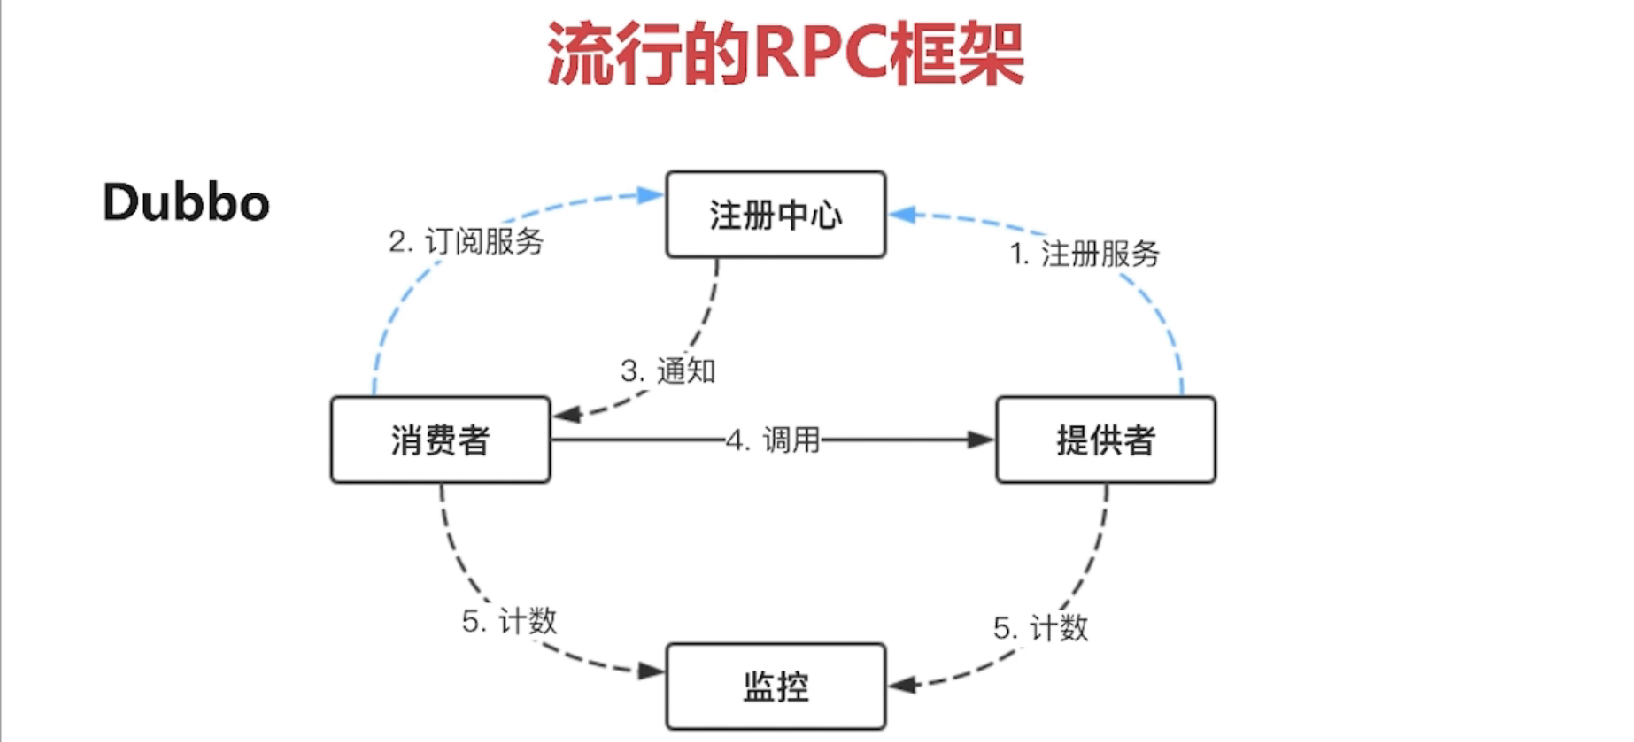 流行的RPC框架
Dubbo
注册中心
2. 订阅服务
1. 注册服务
3. 通知
消费者
4. 调用
提供者
5. 计数
5. 计数
监控